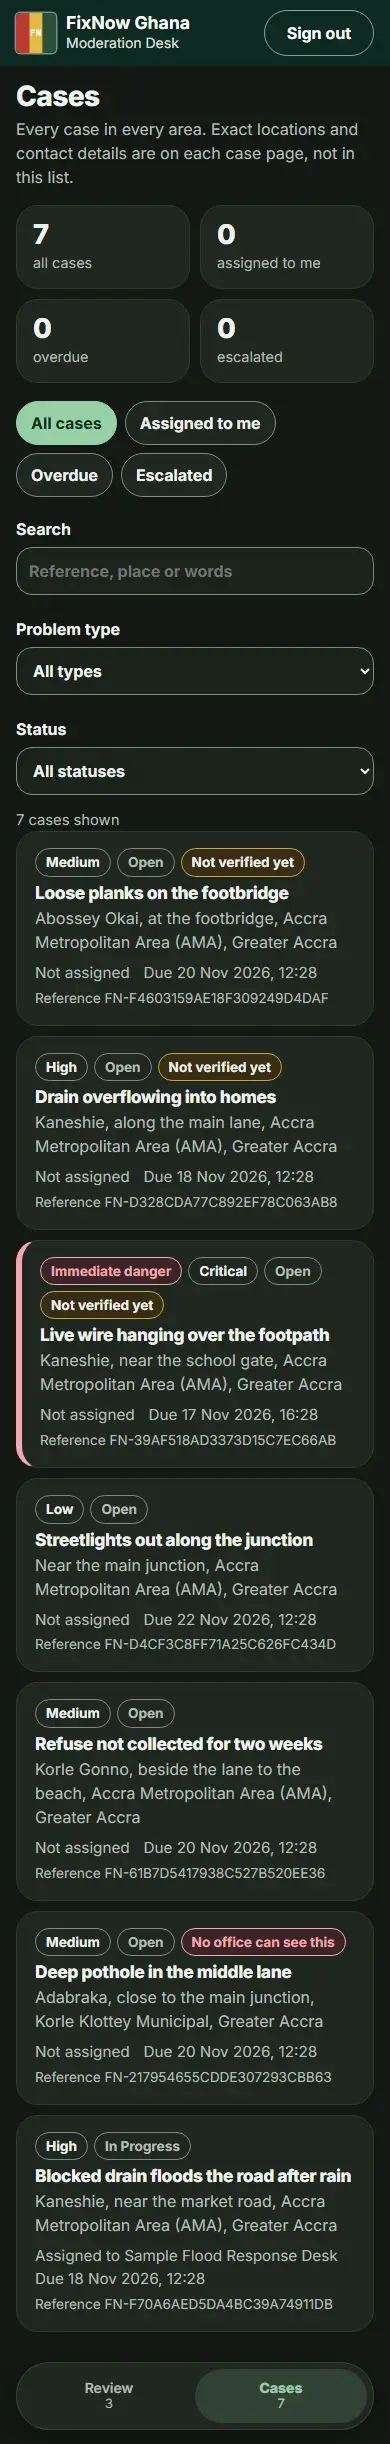 FN
FixNow Ghana
Moderation Desk
Sign out
Cases
Every case in every area. Exact locations and
contact details are on each case page, not in
this list.
7
all cases
0
assigned to me
0
overdue
0
escalated
All cases
Assigned to me
Overdue
Escalated
Search
Reference, place or words
Problem type
All types
Status
All statuses
7 cases shown
Medium
Open
Not verified yet
Loose planks on the footbridge
Abossey Okai, at the footbridge, Accra
Metropolitan Area (AMA), Greater Accra
Not assigned Due 20 Nov 2026, 12:28
Reference FN-F4603159AE18F309249D4DAF
High
Open
Not verified yet
Drain overflowing into homes
Kaneshie, along the main lane, Accra
Metropolitan Area (AMA), Greater Accra
Not assigned Due 18 Nov 2026, 12:28
Reference FN-D328CDA77C892EF78C063AB8
Immediate danger
Critical
Open
Not verified yet
Live wire hanging over the footpath
Kaneshie, near the school gate, Accra
Metropolitan Area (AMA), Greater Accra
Not assigned Due 17 Nov 2026, 16:28
Reference FN-39AF518AD3373D15C7EC66AB
Low
Open
Streetlights out along the junction
Near the main junction, Accra
Metropolitan Area (AMA), Greater Accra
Not assigned Due 22 Nov 2026, 12:28
Reference FN-D4CF3C8FF71A25C626FC434D
Medium
Open
Refuse not collected for two weeks
Korle Gonno, beside the lane to the
beach, Accra Metropolitan Area (AMA),
Greater Accra
Not assigned Due 20 Nov 2026, 12:28
Reference FN-61B7D5417938C527B520EE36
Medium
Open
No office can see this
Deep pothole in the middle lane
Adabraka, close to the main junction,
Korle Klottey Municipal, Greater Accra
Not assigned Due 20 Nov 2026, 12:28
Reference FN-217954655CDDE307293CBB63
High
In Progress
Blocked drain floods the road after rain
Kaneshie, near the market road, Accra
Metropolitan Area (AMA), Greater Accra
Assigned to Sample Flood Response Desk
Due 18 Nov 2026, 12:28
Reference FN-F70A6AED5DA4BC39A74911DB
Review
3
Cases
7